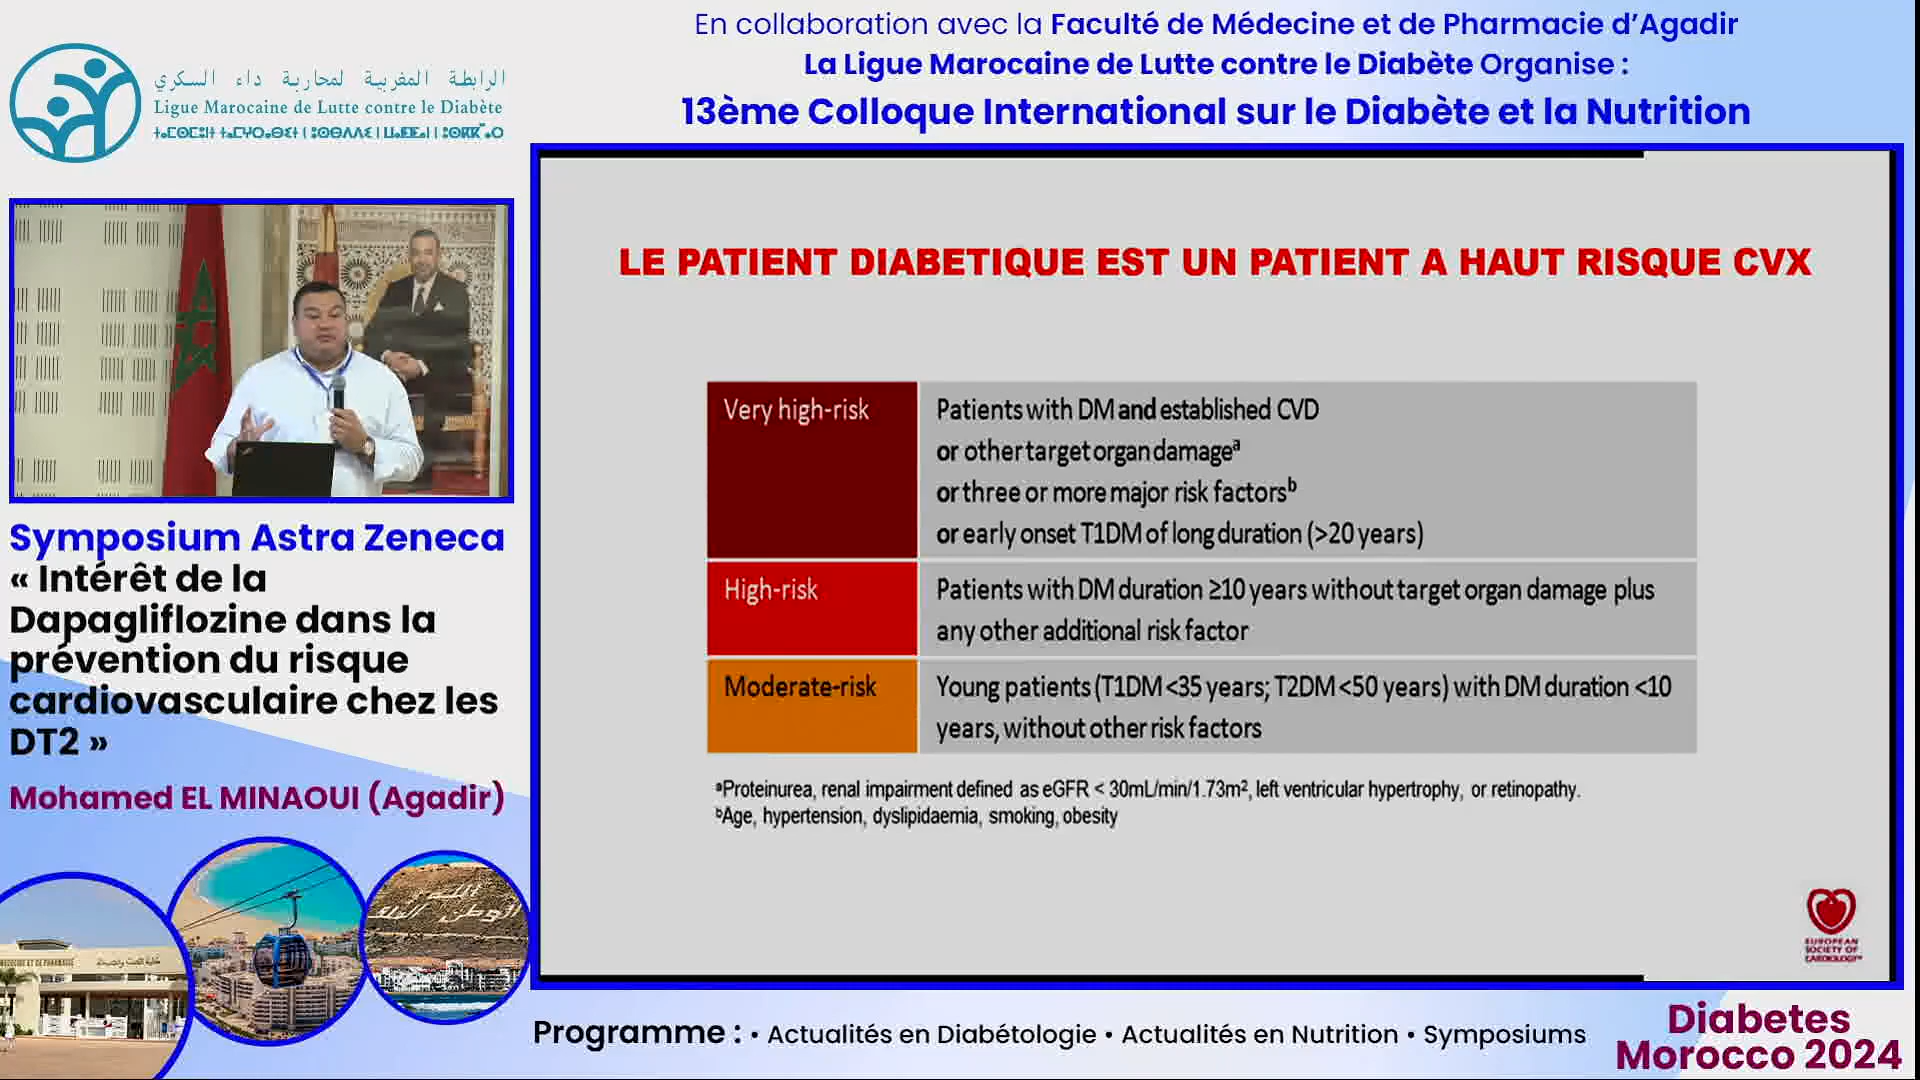 En collaboration avec la Faculté de Médecine et de Pharmacie d’Agadir
La Ligue Marocaine de Lutte contre le Diabète Organise :
13ème Colloque International sur le Diabète et la Nutrition
الرابطة المغربية لمحاربة داء السكري
Ligue Marocaine de Lutte contre le Diabète
Symposium Astra Zeneca
« Intérêt de la
Dapagliflozine dans la
prévention du risque
cardiovasculaire chez les
DT2 »
Mohamed EL MINAOUI (Agadir)
LE PATIENT DIABETIQUE EST UN PATIENT A HAUT RISQUE CVX
Very high-risk
Patients with DM and established CVD
or other target organ damageᵃ
or three or more major risk factorsᵇ
or early onset T1DM of long duration (>20 years)
High-risk
Patients with DM duration ≥10 years without target organ damage plus
any other additional risk factor
Moderate-risk
Young patients (T1DM <35 years; T2DM <50 years) with DM duration <10
years, without other risk factors
ᵃProteinurea, renal impairment defined as eGFR < 30mL/min/1.73m², left ventricular hypertrophy, or retinopathy.
ᵇAge, hypertension, dyslipidaemia, smoking, obesity
EUROPEAN
SOCIETY OF
CARDIOLOGY
Programme : • Actualités en Diabétologie • Actualités en Nutrition • Symposiums
Diabetes
Morocco 2024